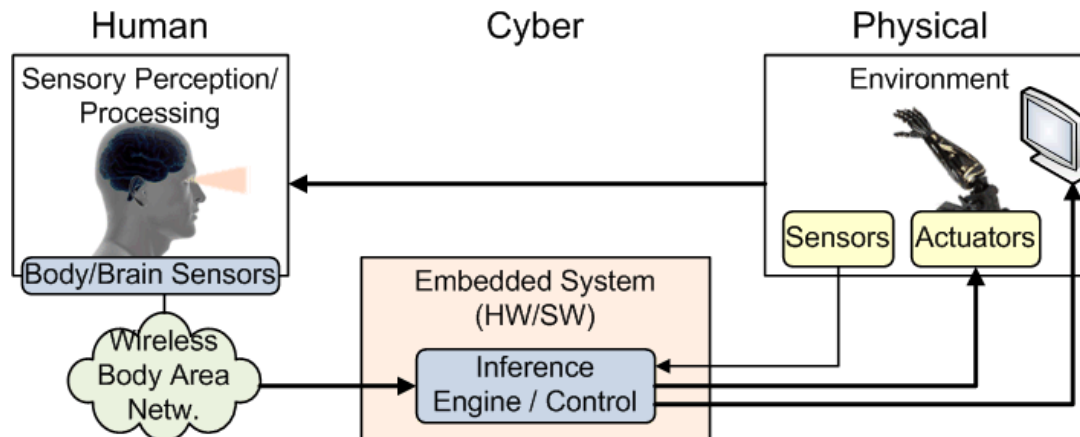 Human
Cyber
Physical
Sensory Perception/
Processing
Environment
Sensors
Actuators
Body/Brain Sensors
Embedded System
(HW/SW)
Wireless
Body Area
Netw.
Inference
Engine / Control